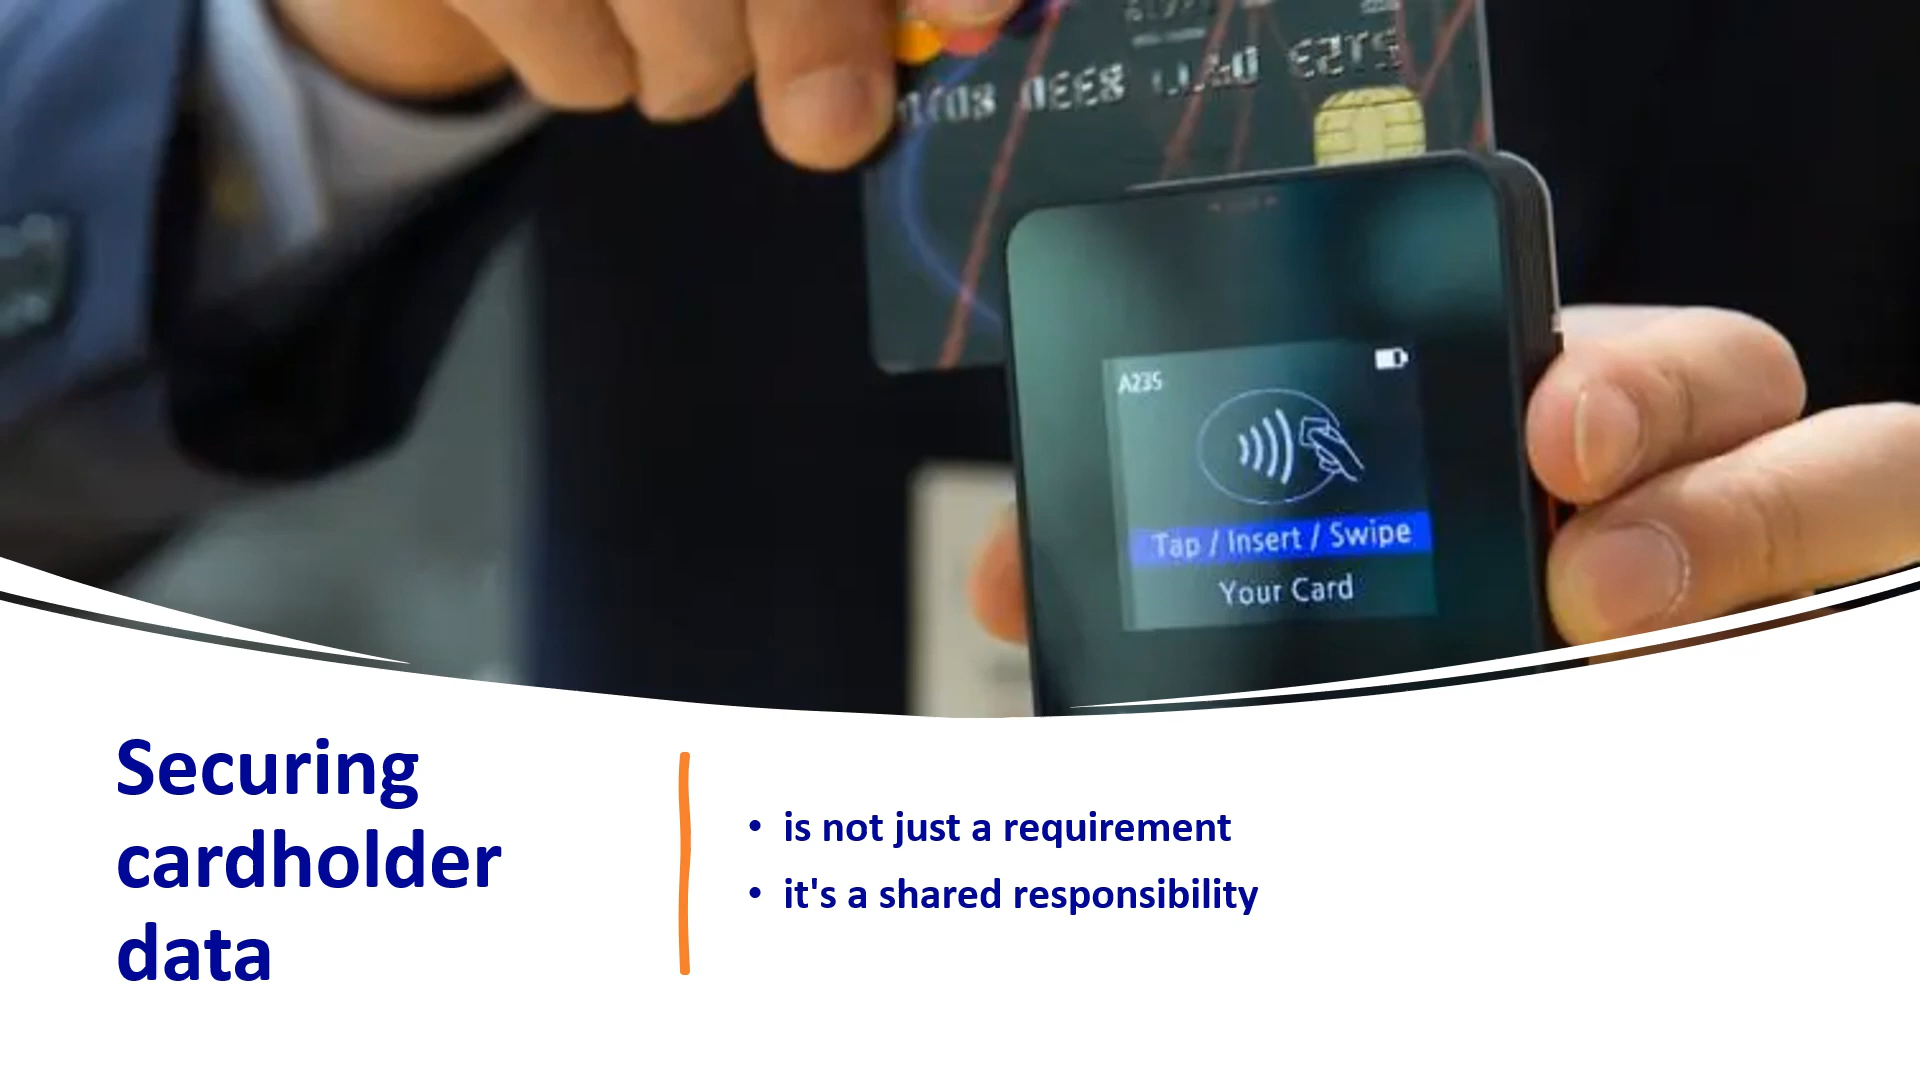 A235
Tap / Insert / Swipe
Your Card
Securing
cardholder
data
• is not just a requirement
• it's a shared responsibility